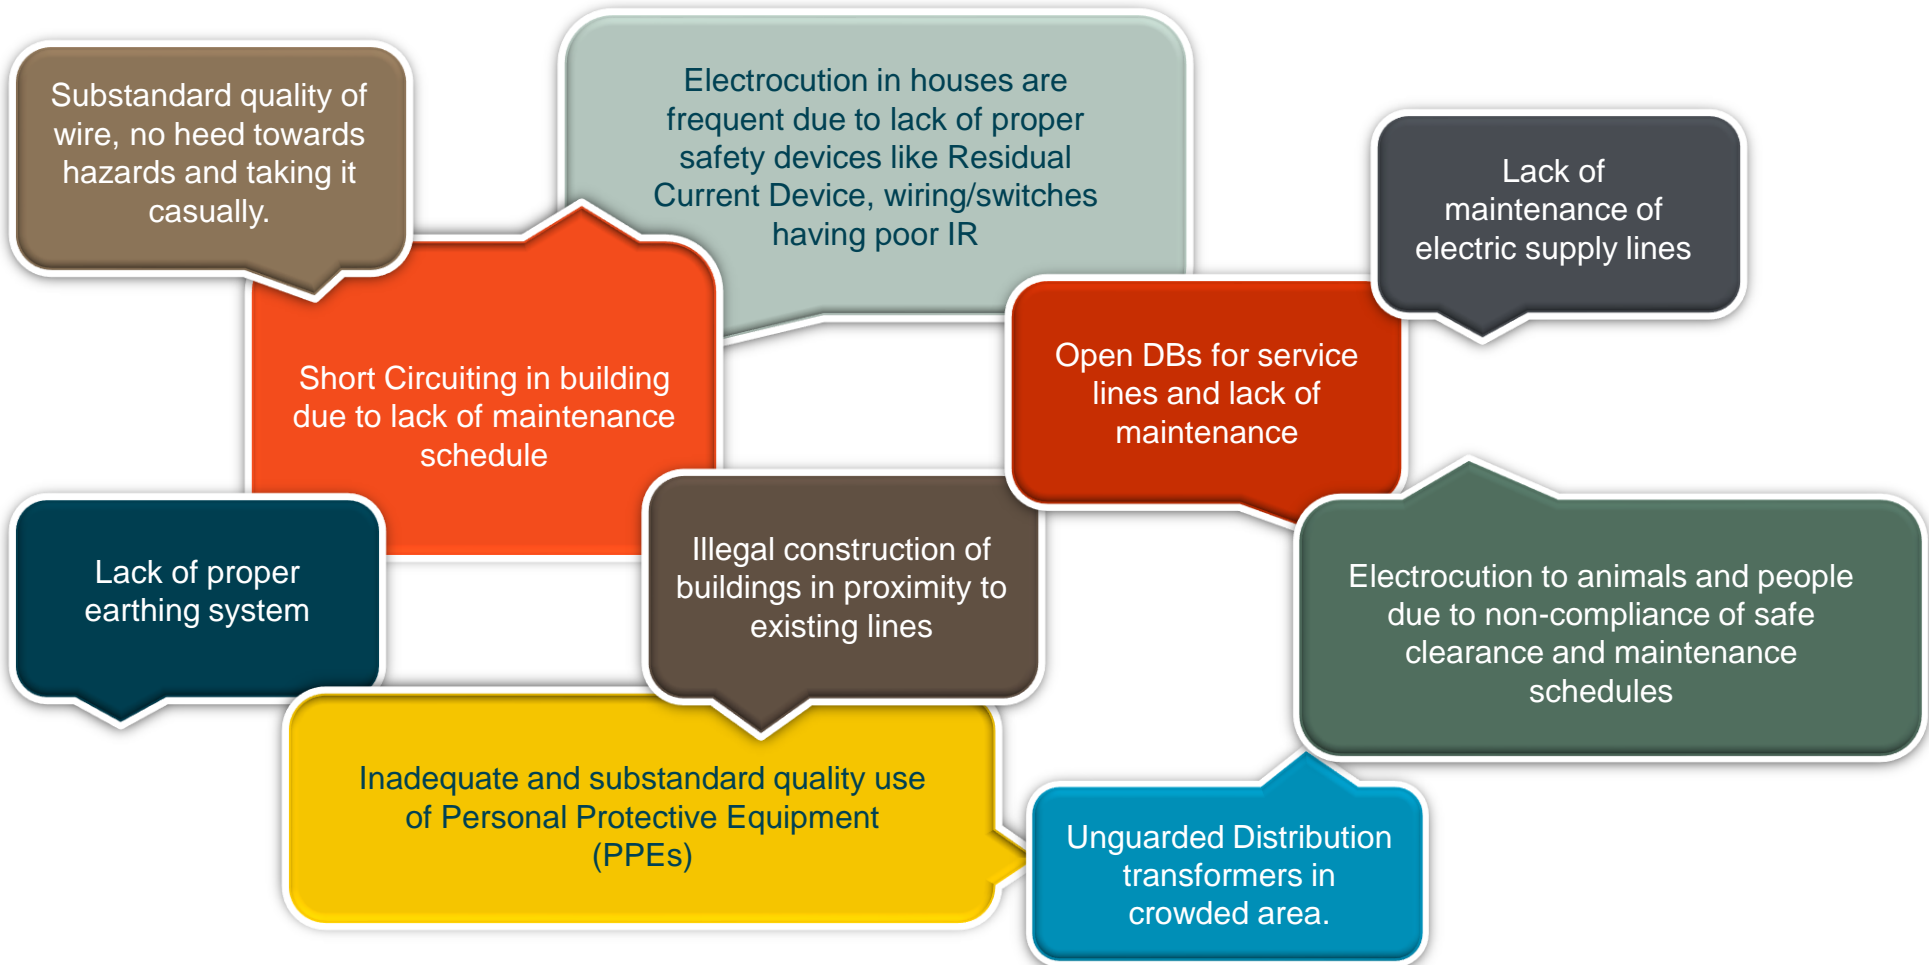 Substandard quality of
wire, no heed towards
hazards and taking it
casually.
Electrocution in houses are
frequent due to lack of proper
safety devices like Residual
Current Device, wiring/switches
having poor IR
Lack of
maintenance of
electric supply lines
Short Circuiting in building
due to lack of maintenance
schedule
Open DBs for service
lines and lack of
maintenance
Lack of proper
earthing system
Illegal construction of
buildings in proximity to
existing lines
Electrocution to animals and people
due to non-compliance of safe
clearance and maintenance
schedules
Inadequate and substandard quality use
of Personal Protective Equipment
(PPEs)
Unguarded Distribution
transformers in
crowded area.